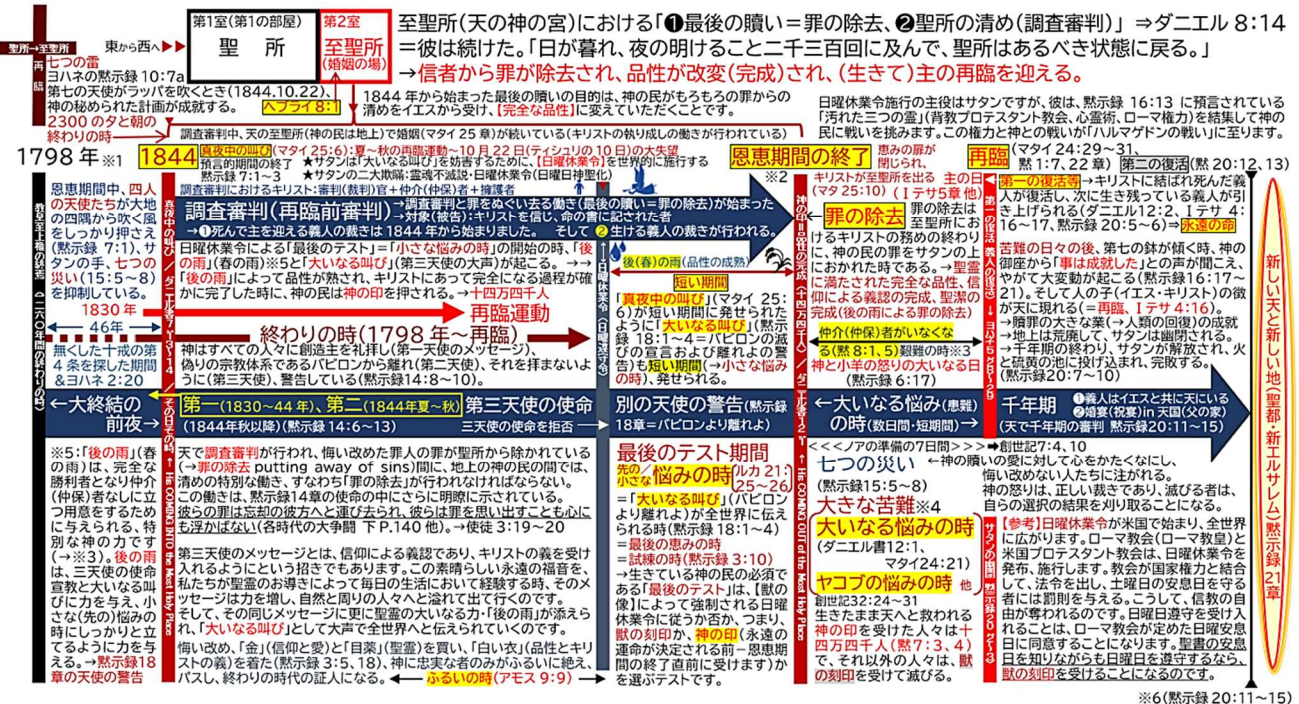 第1室(第1の部屋)
聖 所
第2室
至聖所
(婚姻の場)
聖所→至聖所
再臨
東から西へ▶▶
至聖所(天の神の宮)における「❶最後の贖い=罪の除去、❷聖所の清め(調査審判)」 ⇒ダニエル 8:14
=彼は続けた。「日が暮れ、夜の明けること二千三百回に及んで、聖所はあるべき状態に戻る。」
→信者から罪が除去され、品性が改変(完成)され、(生きて)主の再臨を迎える。
七つの雷
ヨハネの黙示録 10:7a
第七の天使がラッパを吹くとき(1844.10.22)、
神の秘められた計画が成就する。
ヘブライ8:1
2300 の夕と朝の
終わりの時
1844 年から始まった最後の贖いの目的は、神の民がもろもろの罪からの
清めをイエスから受け、【完全な品性】に変えていただくことです。
日曜休業令施行の主役はサタンですが、彼は、黙示録 16:13 に預言されている
「汚れた三つの霊」(背教プロテスタント教会、心霊術、ローマ権力)を結集して神の
民に戦いを挑みます。この権力と神との戦いが「ハルマゲドンの戦い」に至ります。
調査審判中、天の至聖所(神の民は地上)で婚姻(マタイ 25 章)が続いている(キリストの執り成しの働きが行われている)
1798 年※1
1844
真夜中の叫び(マタイ 25:6):夏~秋の再臨運動~10 月 22 日(ティシュリの 10 日)の大失望
預言的期間の終了
黙示録 7:1~3
★サタンは「大いなる叫び」を妨害するために、【日曜休業令】を世界的に施行する
★サタンの二大欺瞞:霊魂不滅説・日曜休業令(日曜日神聖化)
恩恵期間の終了
※2
恵みの扉が
閉じられ、
再臨
(マタイ 24:29~31、
黙 1:7、22 章)
第二の復活(黙 20:12、13)
恩恵期間中、四人
の天使たちが大地
の四隅から吹く風
をしっかり押さえ
(黙示録 7:1)、サ
タンの手、七つの
災い(15:5~8)
を抑制している。
1830 年
46年
無くした十戒の第
4 条を探した期間
&ヨハネ 2:20
調査審判におけるキリスト:審判(裁判)官+仲介(仲保)者+擁護者
調査審判(再臨前審判)
→調査審判と罪をぬぐい去る働き(最後の贖い=罪の除去)が始まった
→対象(被告):キリストを信じ、命の書に記された者
→❶死んで主を迎える義人の裁きは 1844 年から始まりました。 そして ❷ 生ける義人の裁きが行われる。
日曜休業令による「最後のテスト」=「小さな悩みの時」の開始の時、「後
の雨」(春の雨)※5と「大いなる叫び」(第三天使の大声)が起こる。 →→
「後の雨」によって品性が熟され、キリストにあって完全になる過程が確
かに完了した時に、神の民は神の印を押される。→十四万四千人
再臨運動
終わりの時(1798 年~再臨)
神はすべての人々に創造主を礼拝し(第一天使のメッセージ)、
偽りの宗教体系であるバビロンから離れ(第二天使)、それを拝まないよ
うに(第三天使)、警告している(黙示録14:8~10)。
後(春)の雨(品性の成熟)
短い期間
「真夜中の叫び」(マタイ 25:
6)が短い期間に発せられた
ように「大いなる叫び」(黙示
録 18:1~4=バビロンの滅
びの宣言および離れよの警
告)も短い期間(→小さな悩み
の時)、発せられる。
キリストが至聖所を出る
(マタ 25:10)
主の日
(Ⅰテサ5章他)
罪の除去
罪の除去は
至聖所にお
けるキリストの務めの終わり
に、神の民の罪をサタンの上
におかれた時である。→聖霊
に満たされた完全な品性、信
仰による義認の完成、聖潔の
完成(後の雨による罪の除去)
仲介(仲保)者がいなくな
る(黙 8:1、5)艱難の時※3
神と小羊の怒りの大いなる日
(黙示録 6:17)
第一の復活等→キリストに結ばれ死んだ義
人が復活し、次に生き残っている義人が引
き上げられる(ダニエル12:2、Ⅰテサ 4:
16~17、黙示録 20:5~6)⇒永遠の命
苦難の日々の後、第七の鉢が傾く時、神の
御座から「事は成就した」との声が聞こえ、
やがて大変動が起こる(黙示録16:17~
21)。そして人の子(イエス・キリスト)の徴
が天に現れる(=再臨、Ⅰテサ 4:16)。
→贖罪の大きな業(→人類の回復)の成就
→地上は荒廃して、サタンは幽閉される。
→千年期の終わり、サタンが解放され、火
と硫黄の池に投げ込まれ、完敗する。
(黙示録20:7~10)
←大終結の
前夜→
第一(1830~44 年)、第二(1844年夏~秋)
第三天使の使命
(1844年秋以降)(黙示録 14:6~13)
三天使の使命を拒否
別の天使の警告(黙示録
18章=バビロンより離れよ)
←大いなる悩み(患難)
の時(数日間・短期間)→
千年期
❶義人はイエスと共に天にいる
❷婚宴(祝宴)in 天国(父の家)
(天で千年期の審判 黙示録20:11~15)
教皇至上権の終焉 (一二六〇年期間の終わりの時)
日曜休業令(日曜遵守令)
He COMING INTO the Most Holy Place
He COMING OUT of the Most Holy Place
新しい天と新しい地(聖都・新エルサレム)黙示録 21章
※5:「後の雨」(春
の雨)は、完全な
勝利者となり仲介
(仲保)者なしに立
つ用意をするため
に与えられる、特
別な神の力です
(→※3)。後の雨
は、三天使の使命
宣教と大いなる叫
びに力を与え、小
さな(先の)悩みの
時にしっかりと立
てるように力を与
える。→黙示録18
章の天使の警告
天で調査審判が行われ、悔い改めた罪人の罪が聖所から除かれている
(→罪の除去 putting away of sins)間に、地上の神の民の間では、
清めの特別な働き、すなわち「罪の除去」が行われなければならない。
この働きは、黙示録14章の使命の中にさらに明瞭に示されている。
彼らの罪は忘却の彼方へと運び去られ、彼らは罪を思い出すことも心に
も浮かばない(各時代の大争闘 下P.140 他)。→使徒 3:19~20
第三天使のメッセージとは、信仰による義認であり、キリストの義を受け
入れるようにという招きでもあります。この素晴らしい永遠の福音を、
私たちが聖霊のお導きによって毎日の生活において経験する時、そのメ
ッセージは力を増し、自然と周りの人々へと溢れて出て行くのです。
そして、その同じメッセージに更に聖霊の大いなる力・「後の雨」が添えら
れ、「大いなる叫び」として大声で全世界へと伝えられていくのです。
悔い改め、「金」(信仰と愛)と「目薬」(聖霊)を買い、「白い衣」(品性とキリ
ストの義)を着た(黙示録 3:5、18)、神に忠実な者のみがふるいに絶え、
パスし、終わりの時代の証人になる。
ふるいの時(アモス 9:9)
最後のテスト期間
先の/小さな 悩みの時(ルカ 21:
25~26)
=「大いなる叫び」(バビロン
より離れよ)が全世界に伝え
られる時(黙示録 18:1~4)
=最後の恵みの時
=試練の時(黙示録 3:10)
→生きている神の民の必須で
ある「最後のテスト」は、【獣の
像】によって強制される日曜
休業令に従うか否か、つまり、
獣の刻印か、神の印(永遠の
運命が決定される前-恩恵期
間の終了直前に受けます)か
を選ぶテストです。
<<<ノアの準備の7日間>>> ➡創世記7:4、10
七つの災い
(黙示録15:5~8)
←神の贖いの愛に対して心をかたくなにし、
悔い改めない人たちに注がれる。
神の怒りは、正しい裁きであり、滅びる者は、
自らの選択の結果を刈り取ることになる。
大きな苦難※4
大いなる悩みの時
(ダニエル書12:1、
マタイ24:21)
ヤコブの悩みの時 他
創世記32:24~31
生きたまま天へと救われる
神の印を受けた人々は十
四万四千人(黙7:3、4)
で、それ以外の人々は、獣
の刻印を受けて滅びる。
【参考】日曜休業令が米国で始まり、全世界
に広がります。ローマ教会(ローマ教皇)と
米国プロテスタント教会は、日曜休業令を
発布、施行します。教会が国家権力と結合
して、法令を出し、土曜日の安息日を守る
者には罰則を与える。こうして、信教の自
由が奪われるのです。日曜日遵守を受け入
れることは、ローマ教会が定めた日曜安息
日に同意することになります。聖書の安息
日を知りながらも日曜日を遵守するなら、
獣の刻印を受けることになるのです。
※6(黙示録 20:11~15)